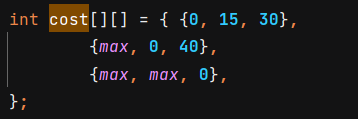 int cost[][] = { {0, 15, 30},
{max, 0, 40},
{max, max, 0},
};